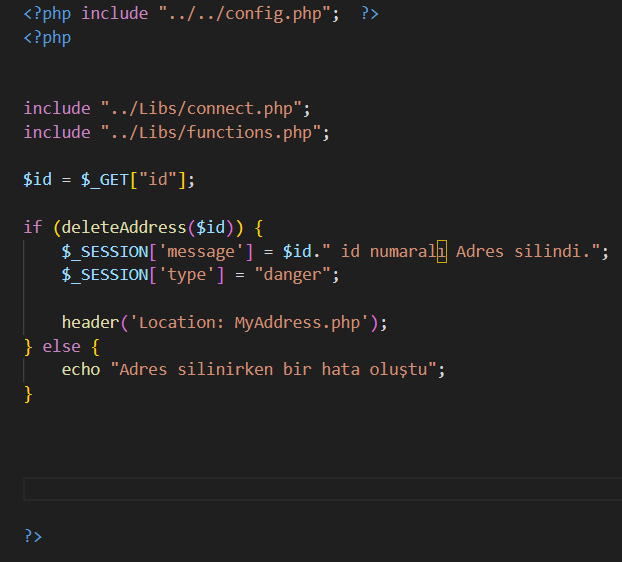 <?php include "../../config.php";  ?>
<?php
include "../Libs/connect.php";
include "../Libs/functions.php";
$id = $_GET["id"];
if (deleteAddress($id)) {
    $_SESSION['message'] = $id." id numaralı Adres silindi.";
    $_SESSION['type'] = "danger";
    header('Location: MyAddress.php');
} else {
    echo "Adres silinirken bir hata oluştu";
}
?>